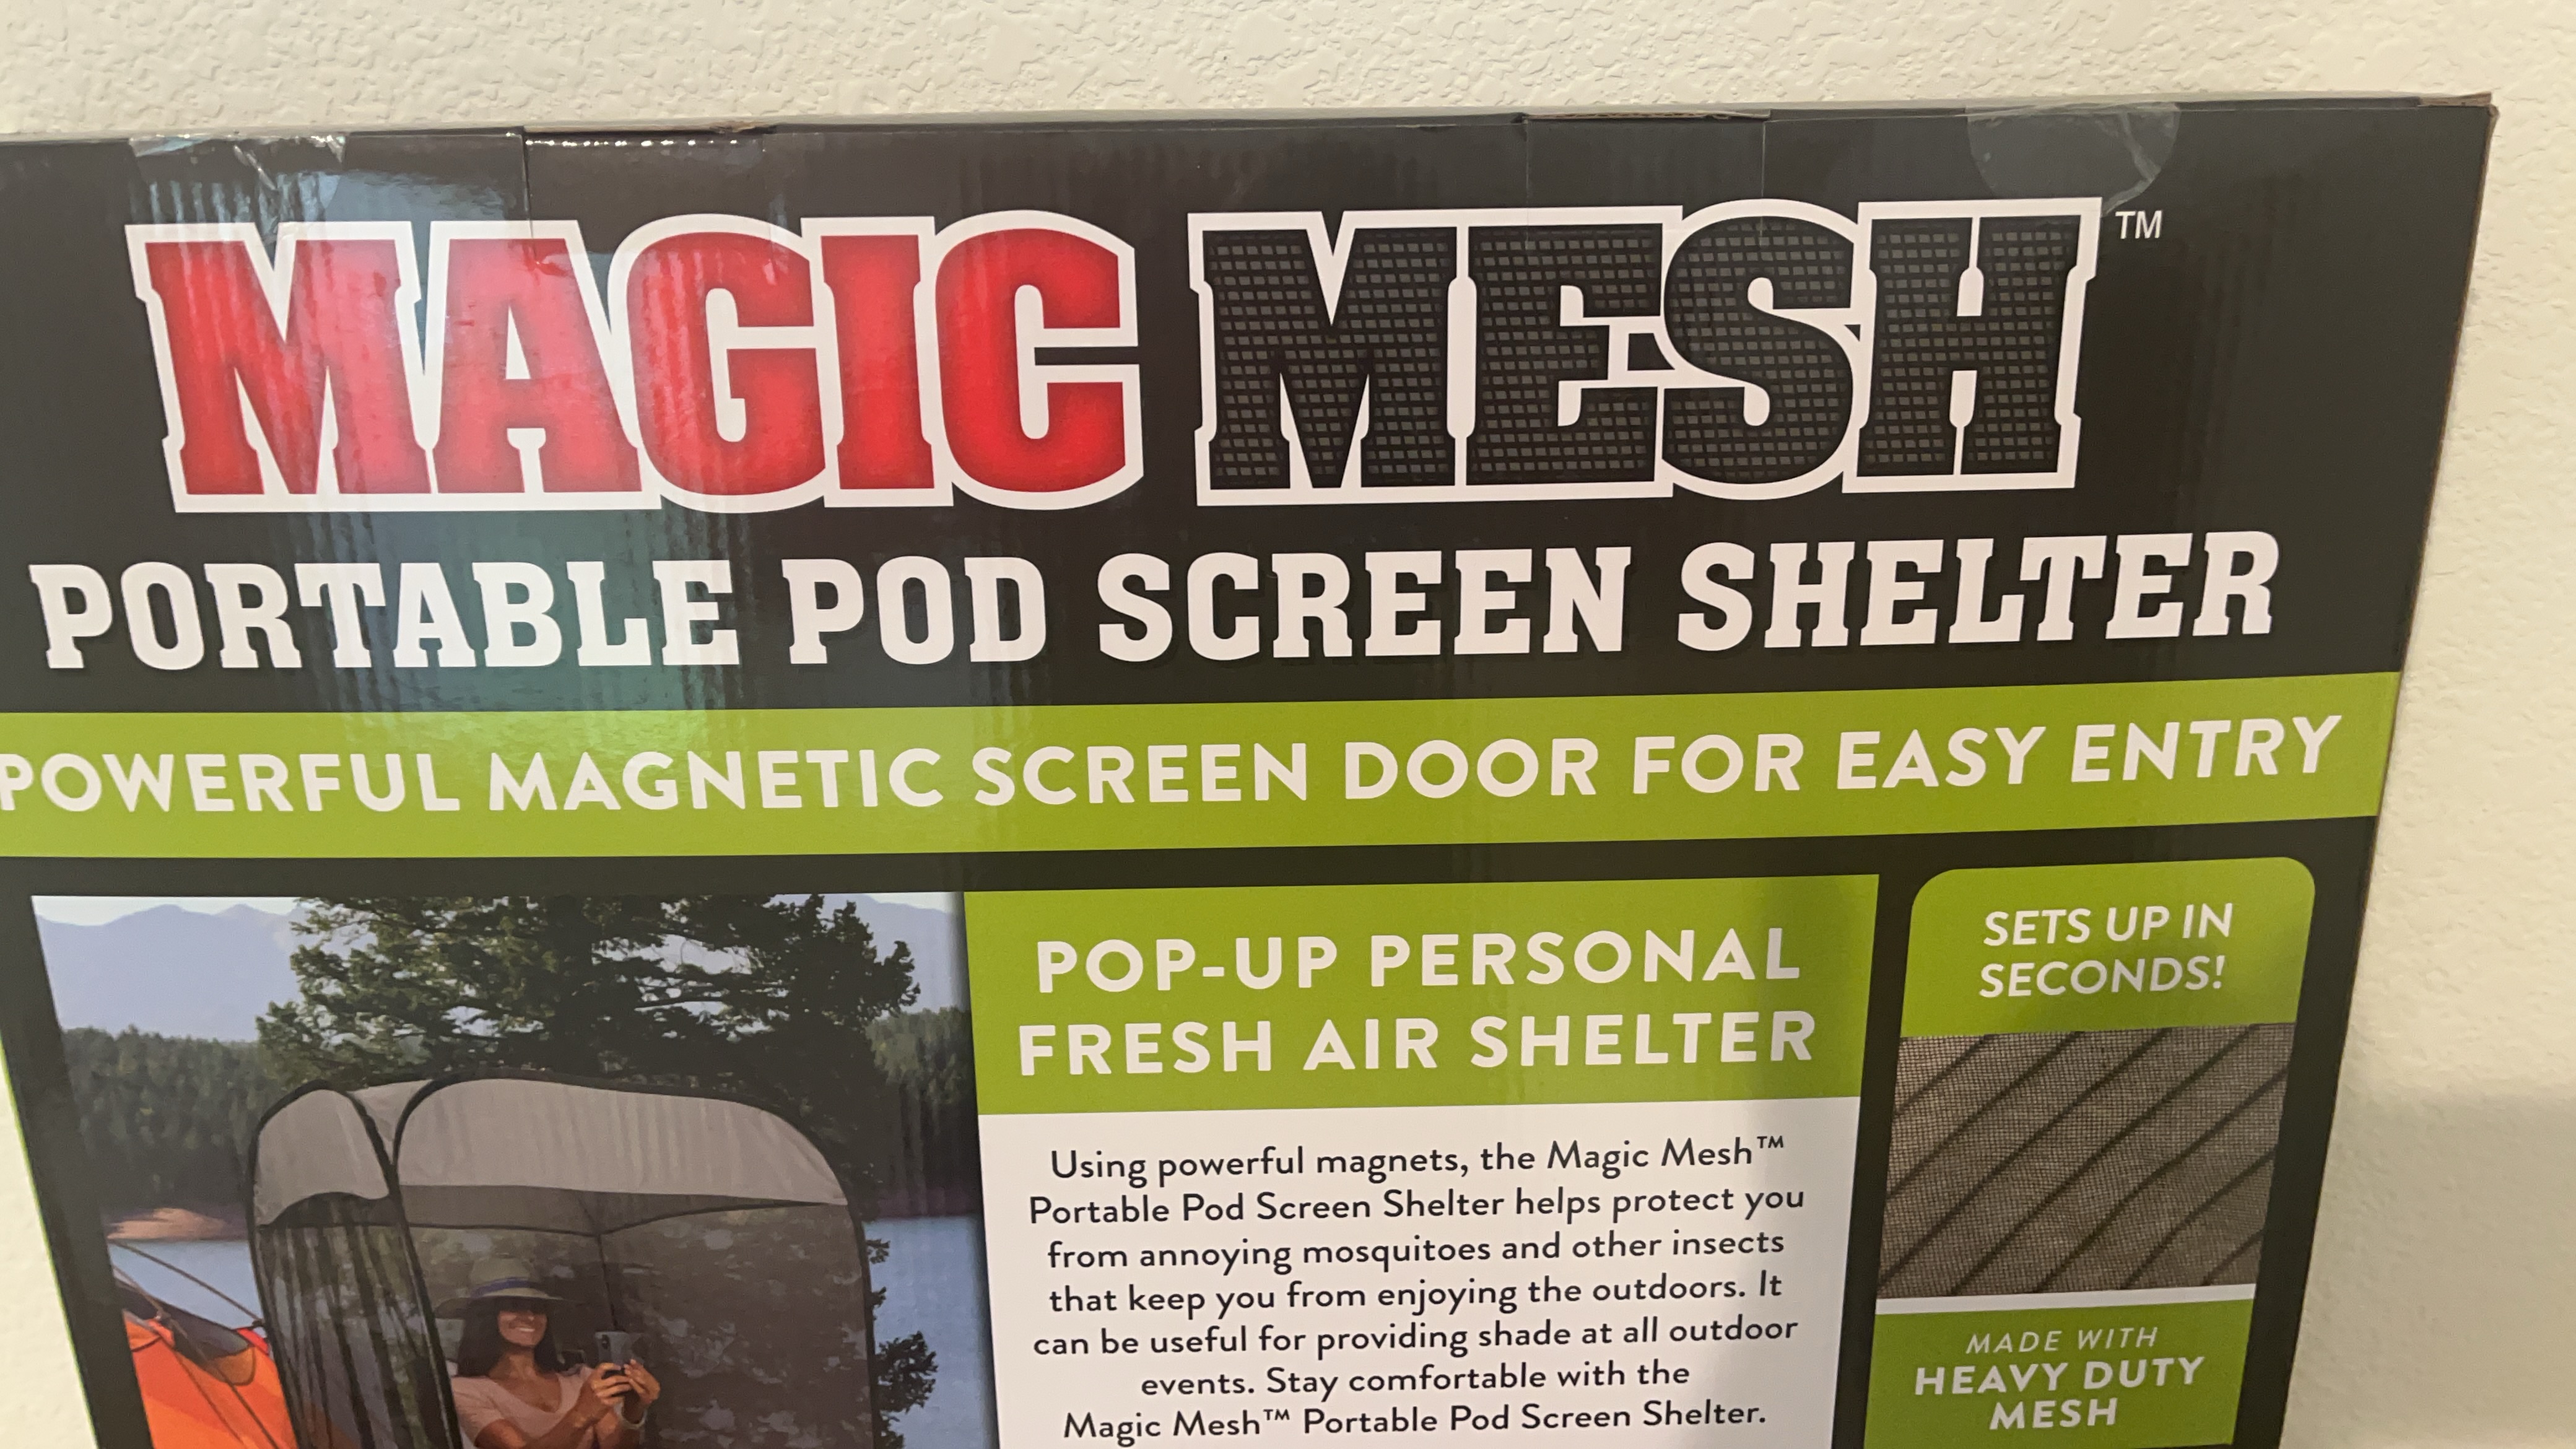 MAGIC MESH™
PORTABLE POD SCREEN SHELTER
POWERFUL MAGNETIC SCREEN DOOR FOR EASY ENTRY
POP-UP PERSONAL
FRESH AIR SHELTER
Using powerful magnets, the Magic Mesh™
Portable Pod Screen Shelter helps protect you
from annoying mosquitoes and other insects
that keep you from enjoying the outdoors. It
can be useful for providing shade at all outdoor
events. Stay comfortable with the
Magic Mesh™ Portable Pod Screen Shelter.
SETS UP IN
SECONDS!
MADE WITH
HEAVY DUTY
MESH